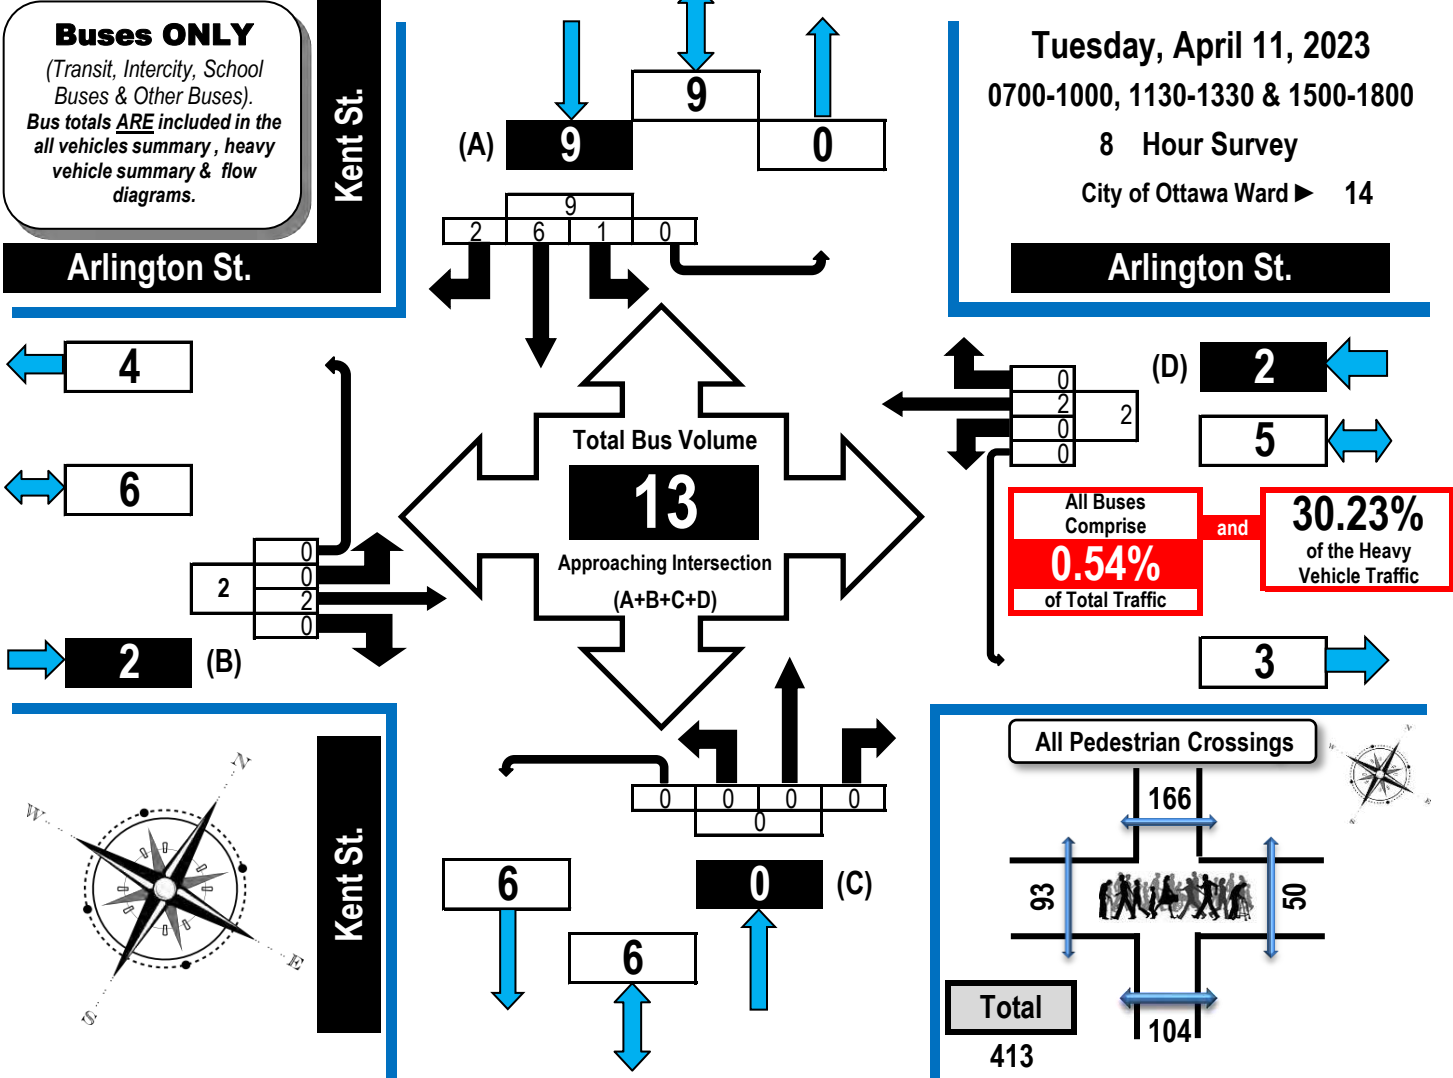 Buses ONLY
(Transit, Intercity, School
Buses & Other Buses).
Bus totals ARE included in the
all vehicles summary , heavy
vehicle summary & flow
diagrams.
Kent St.
Arlington St.
9
(A)
9
0
9
2 6 1 0
Tuesday, April 11, 2023
0700-1000, 1130-1330 & 1500-1800
8 Hour Survey
City of Ottawa Ward ► 14
Arlington St.
4
6
0
0
2
2
0
2
(B)
Total Bus Volume
13
Approaching Intersection
(A+B+C+D)
(D)
2
0
2
2
0
0
5
All Buses
Comprise
0.54%
of Total Traffic
and
30.23%
of the Heavy
Vehicle Traffic
3
N
W
E
S
Kent St.
0 0 0 0
0
6
0
(C)
6
All Pedestrian Crossings
N
W
E
S
166
93
50
104
Total
413